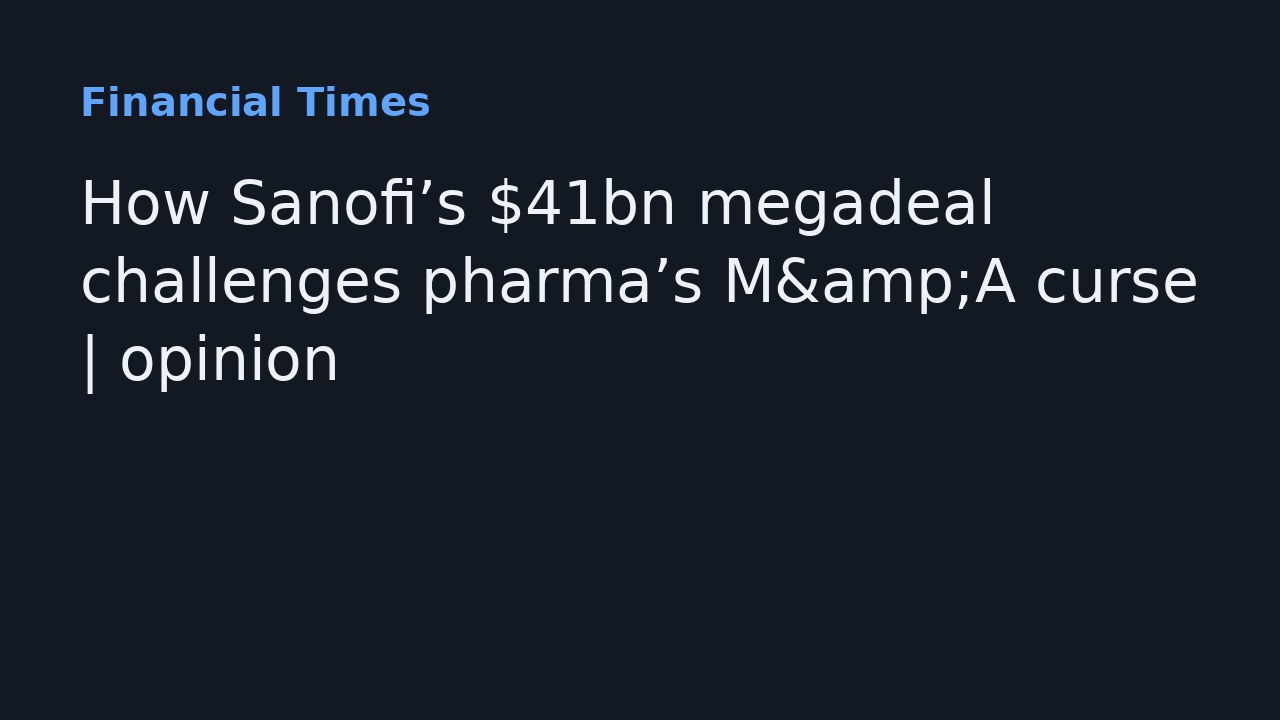 Financial Times
How Sanofi’s $41bn megadeal
challenges pharma’s M&amp;A curse
| opinion